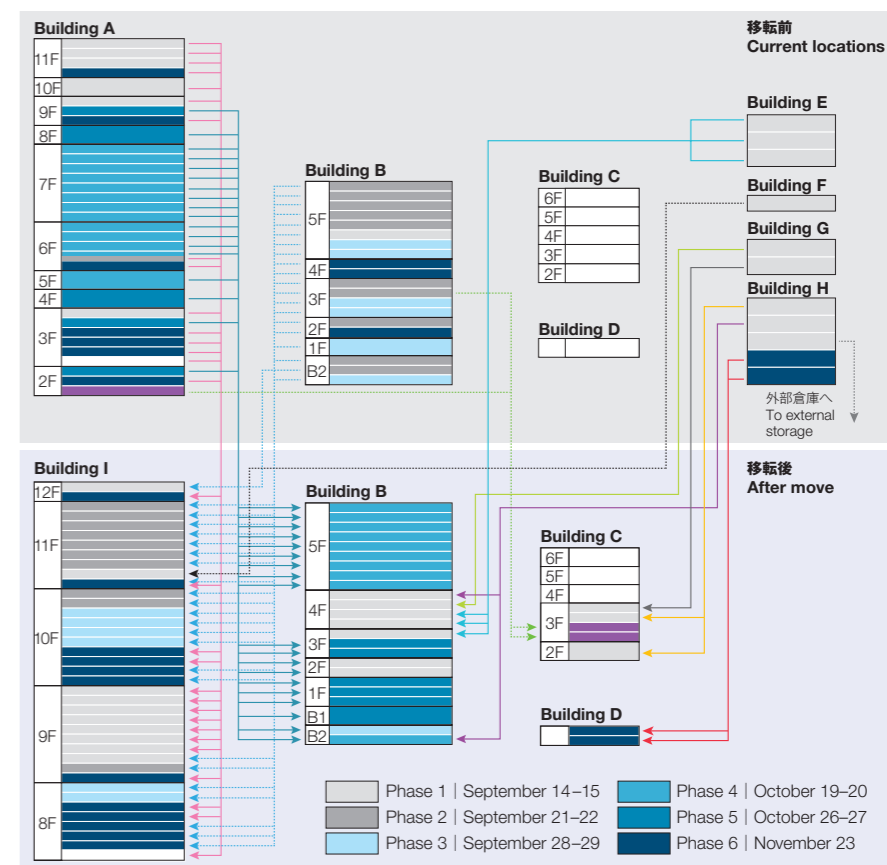 Building A
11F
10F
9F
8F
7F
6F
5F
4F
3F
2F
Building B
5F
4F
3F
2F
1F
B2
Building C
6F
5F
4F
3F
2F
Building D
移転前
Current locations
Building E
Building F
Building G
Building H
外部倉庫へ
To external
storage
Building I
12F
11F
10F
9F
8F
Building B
5F
4F
3F
2F
1F
B1
B2
移転後
After move
Building C
6F
5F
4F
3F
2F
Building D
Phase 1 | September 14–15
Phase 2 | September 21–22
Phase 3 | September 28–29
Phase 4 | October 19–20
Phase 5 | October 26–27
Phase 6 | November 23